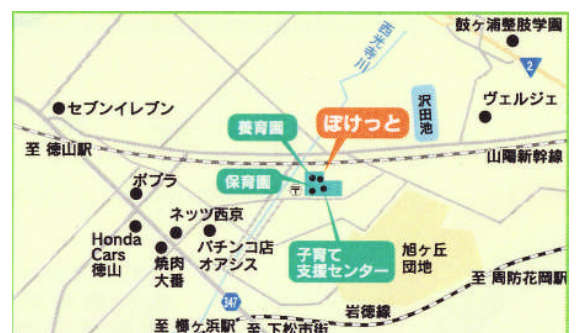 鼓ヶ浦整肢学園
2
西光寺川
沢田池
ヴェルジェ
セブンイレブン
養育園
ぽけっと
至 徳山駅
山陽新幹線
ポプラ
保育園
〒
ネッツ西京
Honda
Cars
徳山
焼肉
大番
パチンコ店
オアシス
子育て
支援センター
旭ヶ丘
団地
至 周防花岡駅
347
岩徳線
至 櫛ヶ浜駅
至 下松市街